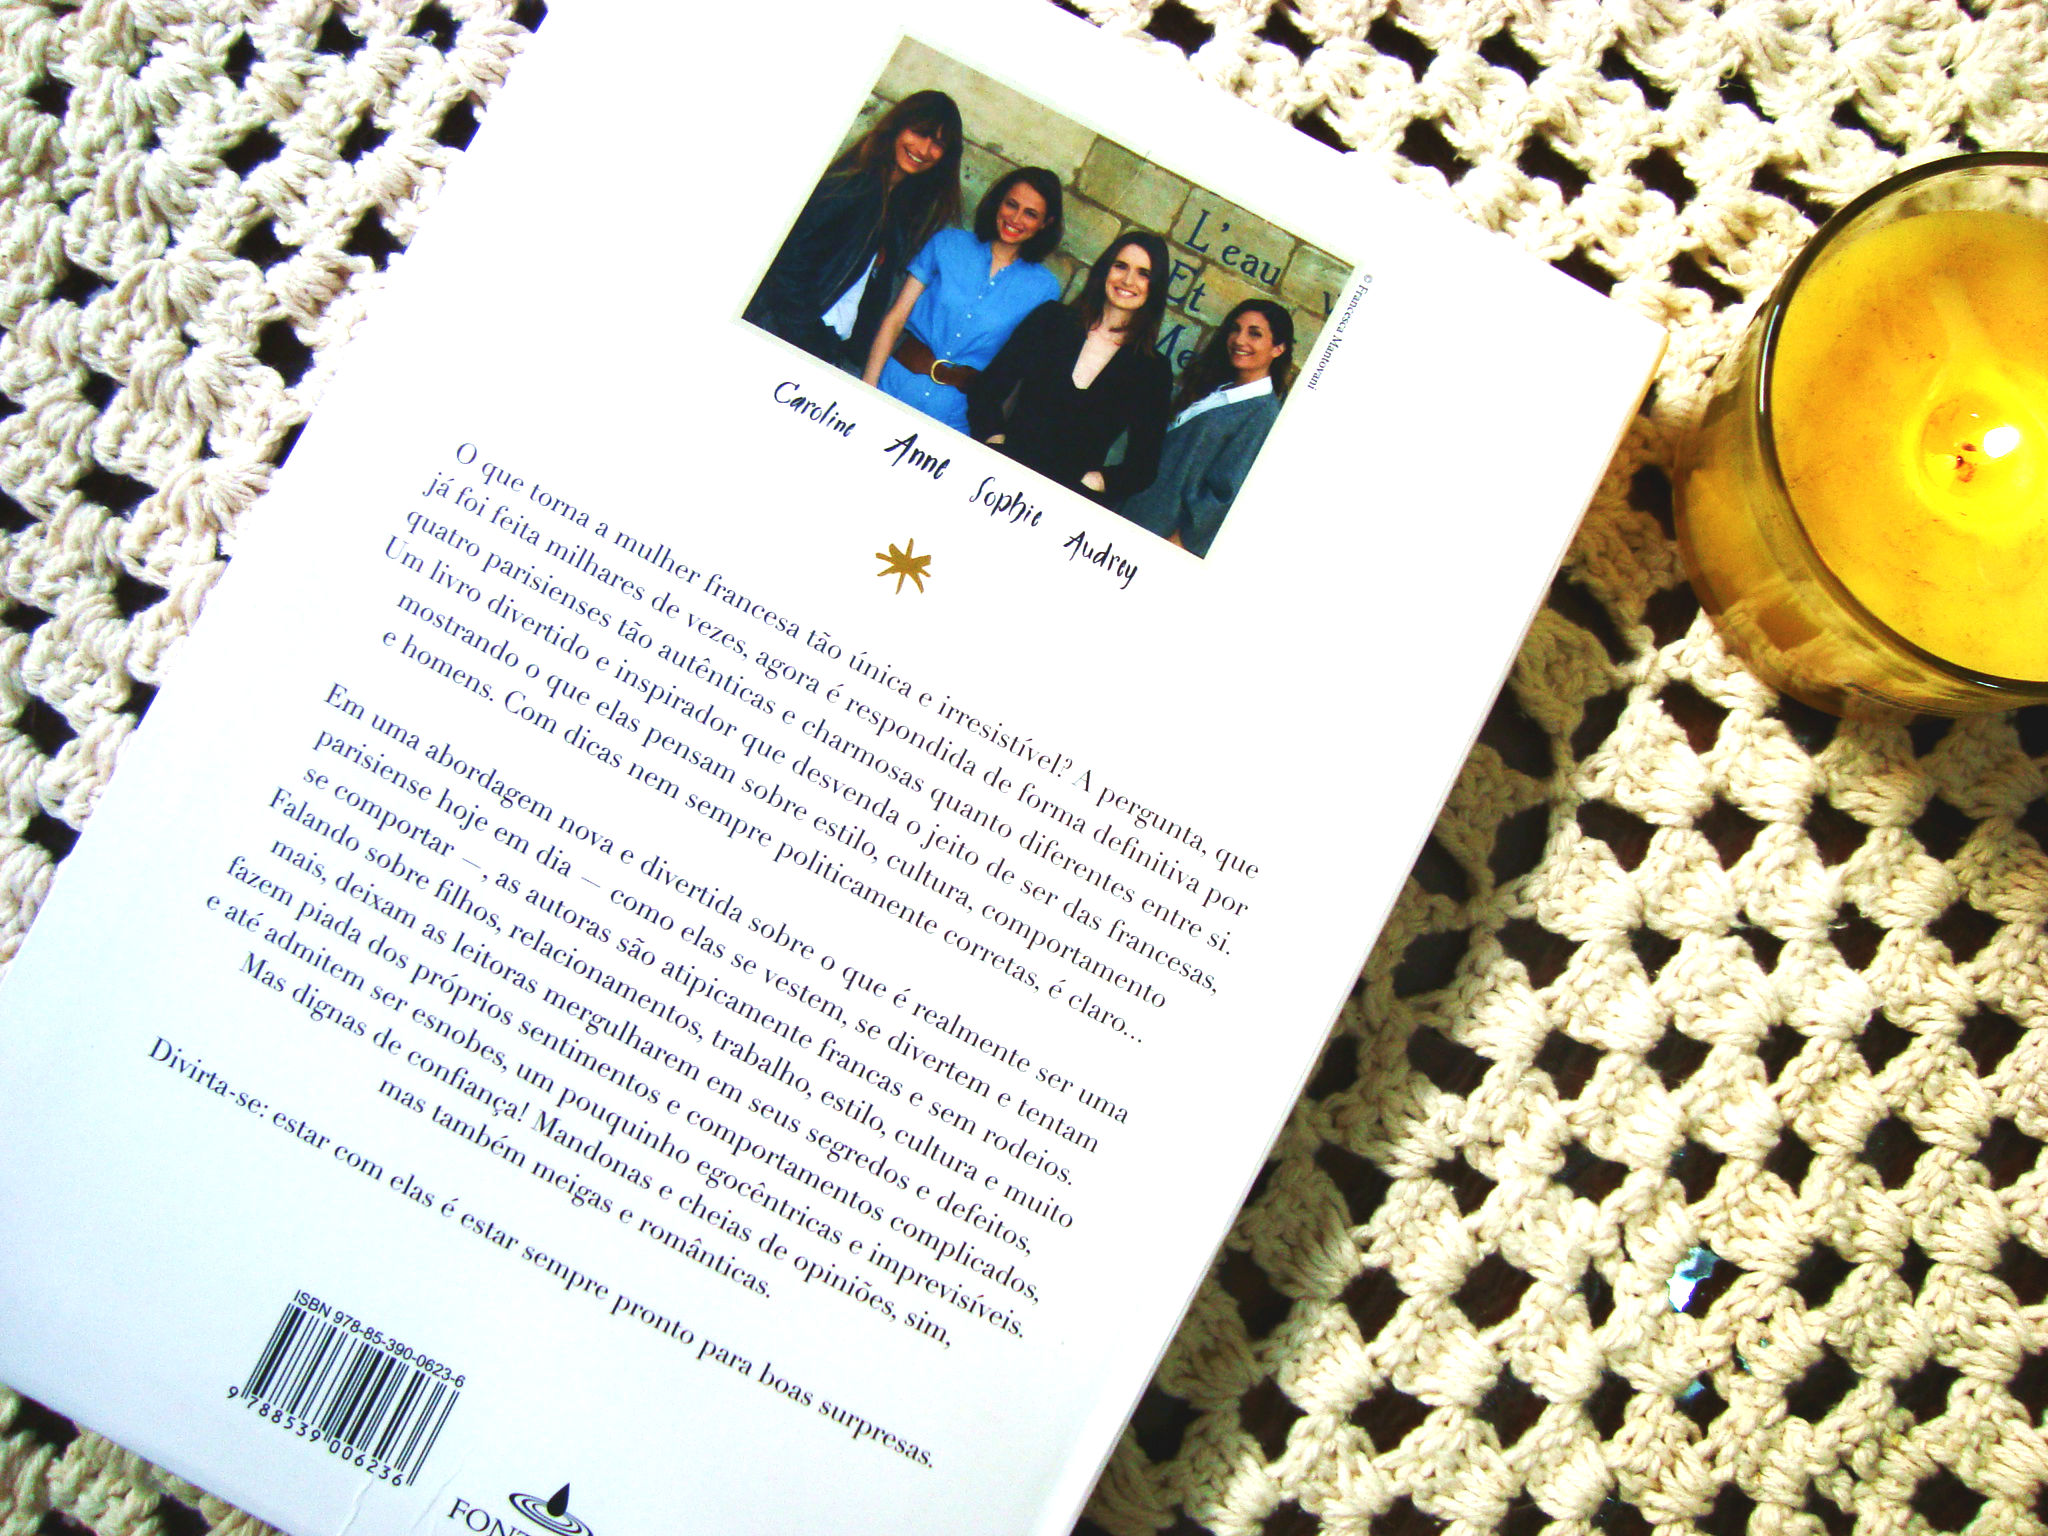 L'eau
Et
Me
© Francesca Mantovani
Caroline Anne Sophie Audrey
O que torna a mulher francesa tão única e irresistível? A pergunta, que
já foi feita milhares de vezes, agora é respondida de forma definitiva por
quatro parisienses tão autênticas e charmosas quanto diferentes entre si.
Um livro divertido e inspirador que desvenda o jeito de ser das francesas,
mostrando o que elas pensam sobre estilo, cultura, comportamento
e homens. Com dicas nem sempre politicamente corretas, é claro...
Em uma abordagem nova e divertida sobre o que é realmente ser uma
parisiense hoje em dia – como elas se vestem, se divertem e tentam
se comportar –, as autoras são atipicamente francas e sem rodeios.
Falando sobre filhos, relacionamentos, trabalho, estilo, cultura e muito
mais, deixam as leitoras mergulharem em seus segredos e defeitos,
fazem piada dos próprios sentimentos e comportamentos complicados,
e até admitem ser esnobes, um pouquinho egocêntricas e imprevisíveis.
Mas dignas de confiança! Mandonas e cheias de opiniões, sim,
mas também meigas e românticas.
Divirta-se: estar com elas é estar sempre pronto para boas surpresas.
ISBN 978-85-390-0623-6
9 788539 006236
FONT